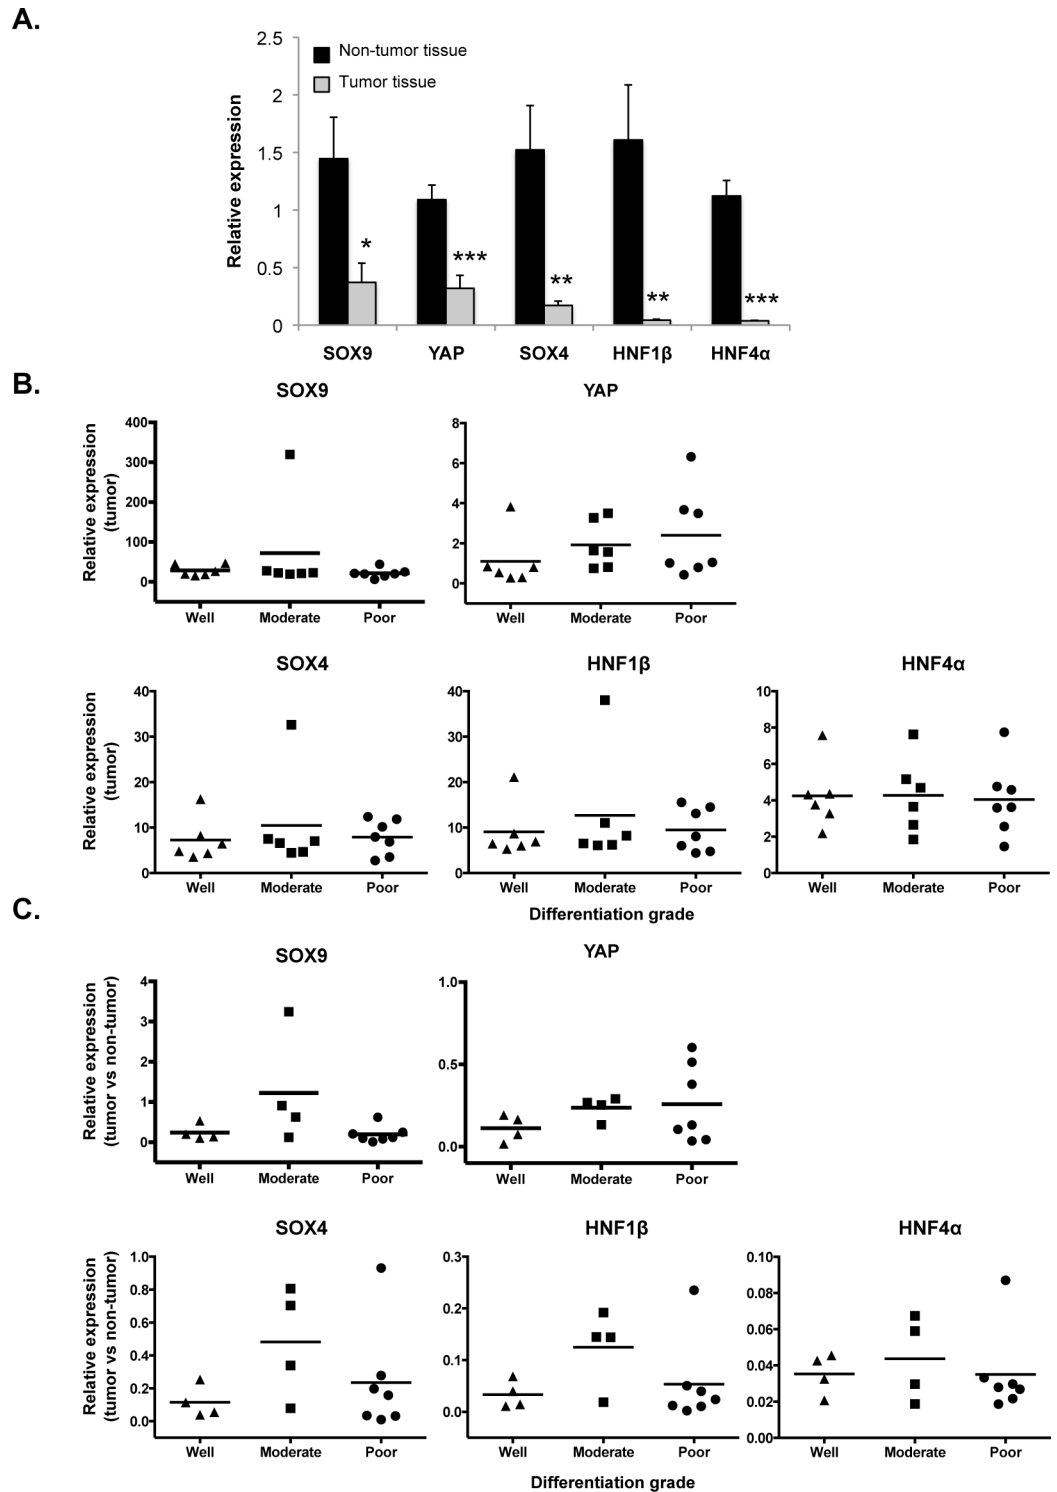 A.
2.5
2
1.5
1
0.5
0
Relative expression
Non-tumor tissue
Tumor tissue
*
***
**
**
***
SOX9 YAP SOX4 HNF1β HNF4α
B.
SOX9
Relative expression
(tumor)
400
300
200
100
0
Well Moderate Poor
YAP
8
6
4
2
0
Well Moderate Poor
SOX4
Relative expression
(tumor)
40
30
20
10
0
Well Moderate Poor
HNF1β
40
30
20
10
0
Well Moderate Poor
HNF4α
10
8
6
4
2
0
Well Moderate Poor
Differentiation grade
C.
SOX9
Relative expression
(tumor vs non-tumor)
4
3
2
1
0
Well Moderate Poor
YAP
1.0
0.5
0.0
Well Moderate Poor
SOX4
Relative expression
(tumor vs non-tumor)
1.0
0.8
0.6
0.4
0.2
0.0
Well Moderate Poor
HNF1β
0.3
0.2
0.1
0.0
Well Moderate Poor
HNF4α
0.10
0.08
0.06
0.04
0.02
0.00
Well Moderate Poor
Differentiation grade